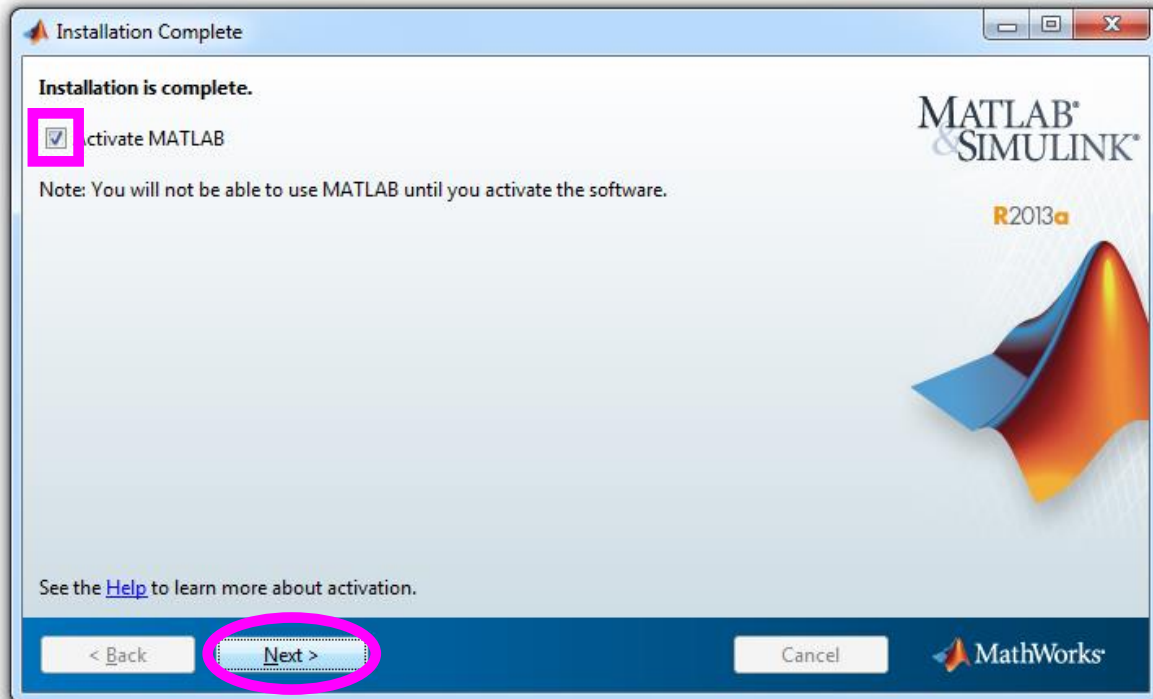 Installation Complete
Installation is complete.
ctivate MATLAB
Note: You will not be able to use MATLAB until you activate the software.
MATLAB®
&SIMULINK®
R2013a
See the Help to learn more about activation.
< Back
Next >
Cancel
MathWorks®